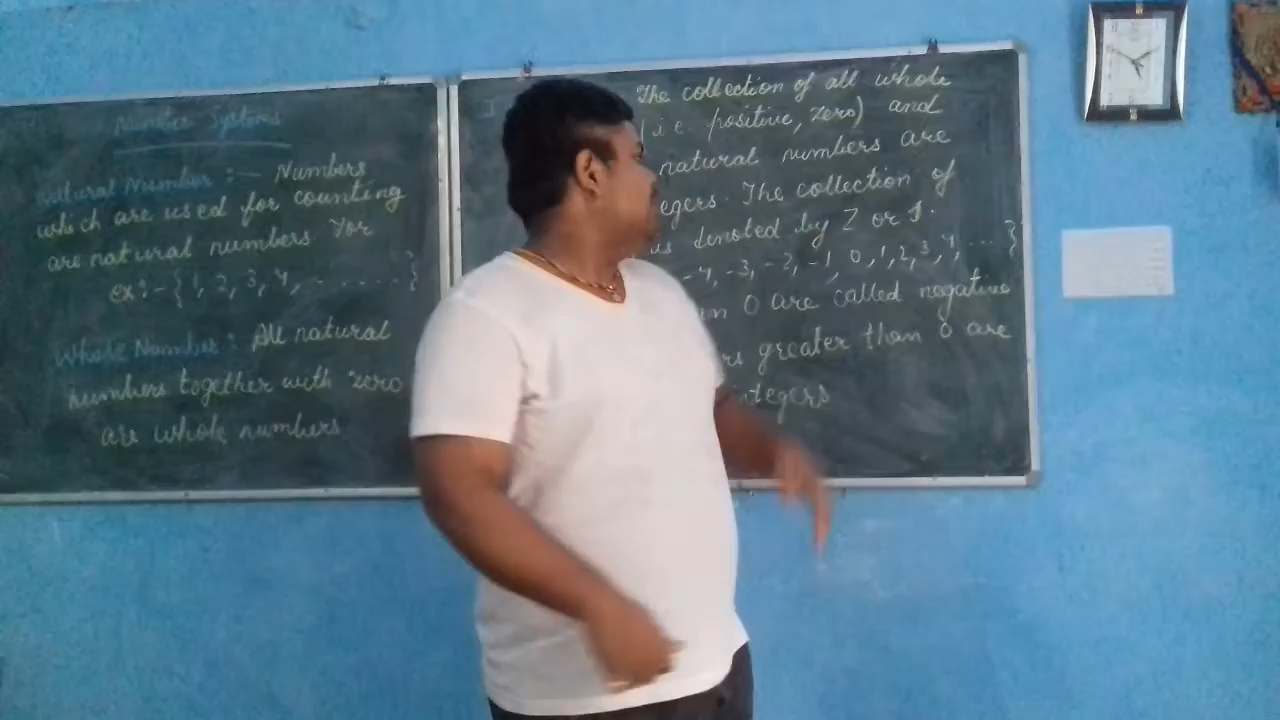 Number Systems
Natural Number :- Numbers
which are used for counting
are natural numbers For
ex:- { 1, 2, 3, 4, - . . . . . }
Whole Number : All natural
numbers together with zero
are whole numbers
The collection of all whole
(i.e. positive, zero) and
natural numbers are
egers. The collection of
is denoted by Z or I.
-4, -3, -2, -1, 0, 1, 2, 3, 4, ... }
0 are called negative
greater than 0 are
ntegers